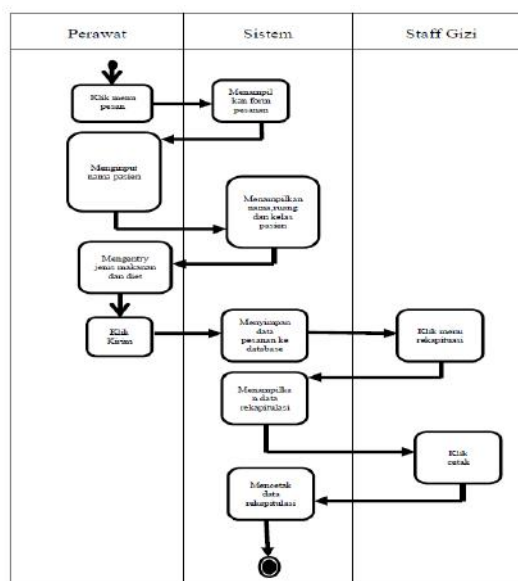 Perawat
Sistem
Staff Gizi
Klik menu
pesan
Menampil
kan form
pesanan
Menginput
nama pasien
Menampilkan
nama,ruang
dan kelas
pasien
Mengentry
jenis makanan
dan diet
Klik
Kirim
Menyimpan
data
pesanan ke
database
Klik menu
rekapituasi
Menampilka
n data
rekapitulasi
Klik
cetak
Mencetak
data
rekapitulasi